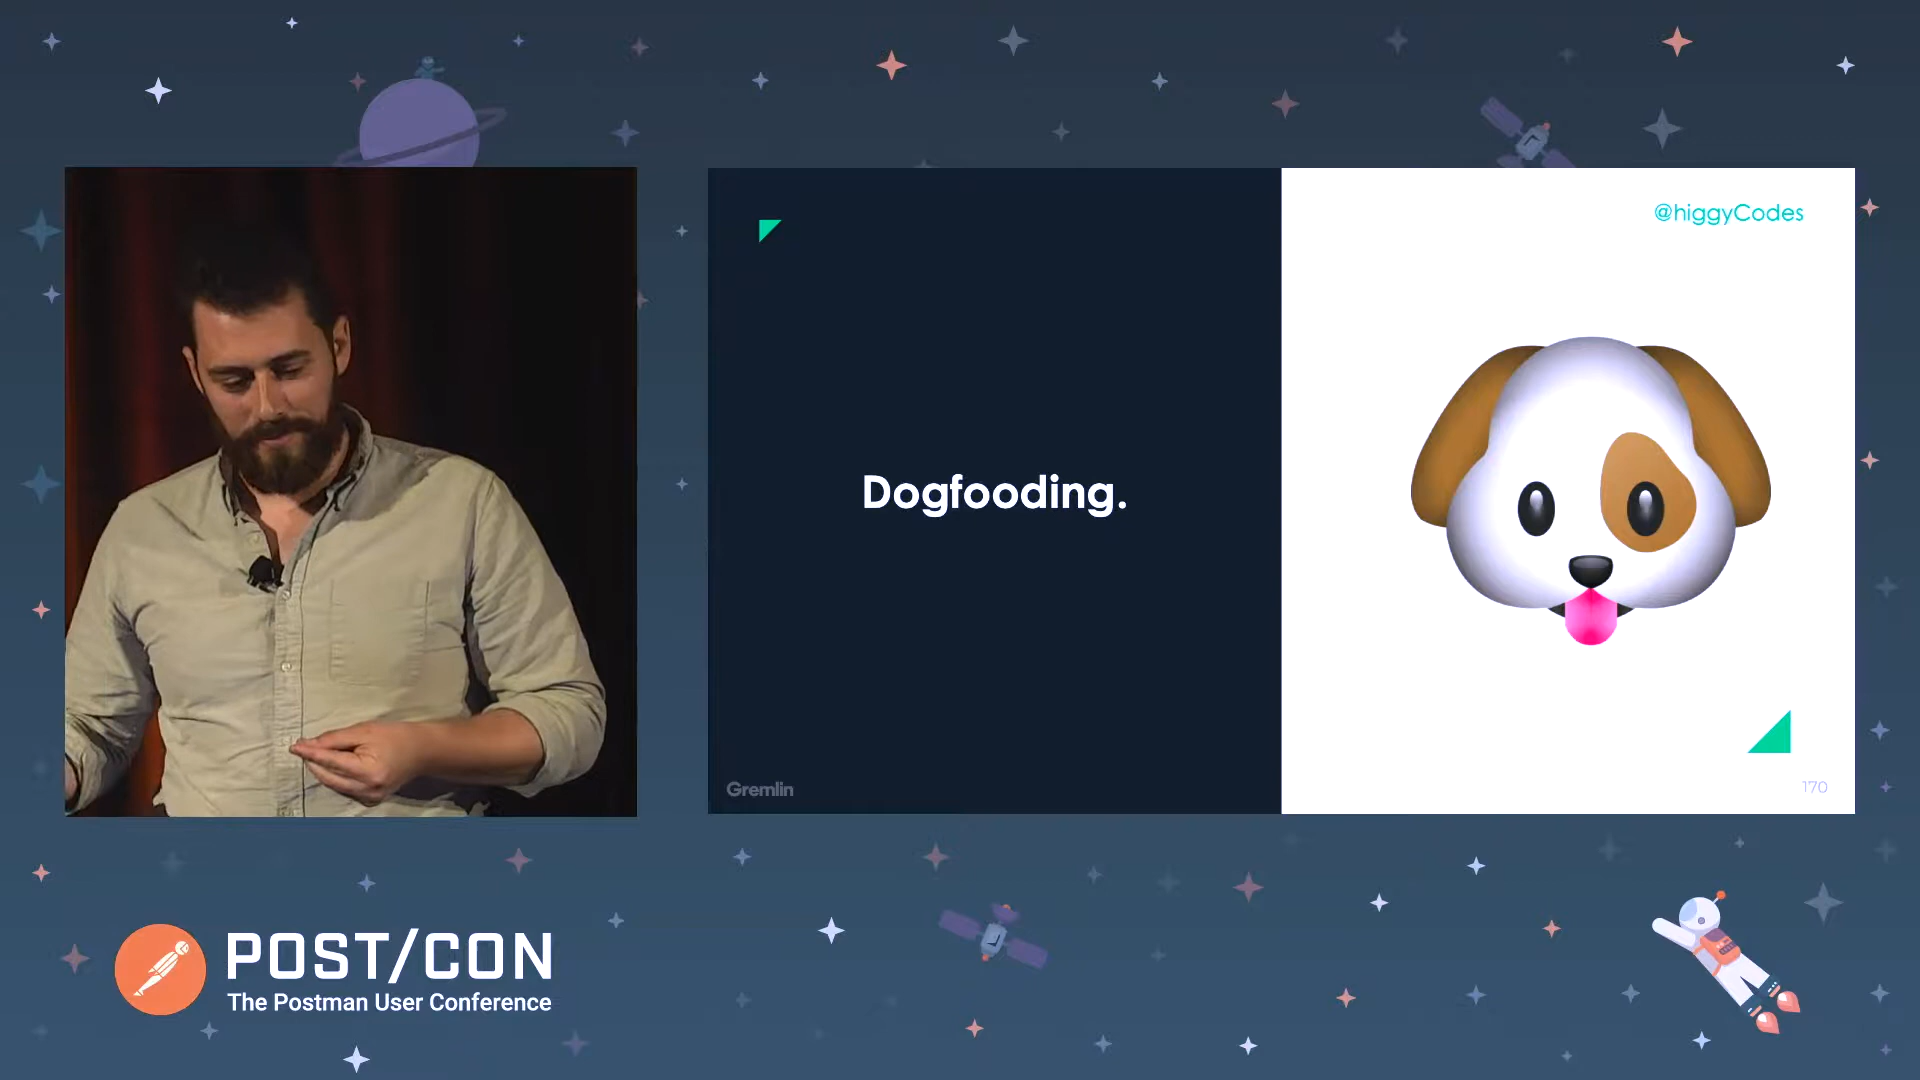 @higgyCodes
Dogfooding.
Gremlin
170
POST/CON
The Postman User Conference